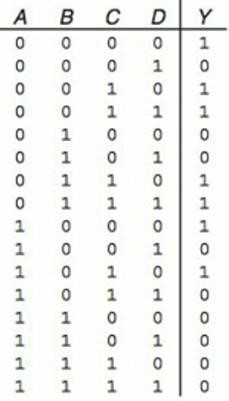 A B C D Y
0 0 0 0 1
0 0 0 1 0
0 0 1 0 1
0 0 1 1 1
0 1 0 0 0
0 1 0 1 0
0 1 1 0 1
0 1 1 1 1
1 0 0 0 1
1 0 0 1 0
1 0 1 0 1
1 0 1 1 0
1 1 0 0 0
1 1 0 1 0
1 1 1 0 0
1 1 1 1 0